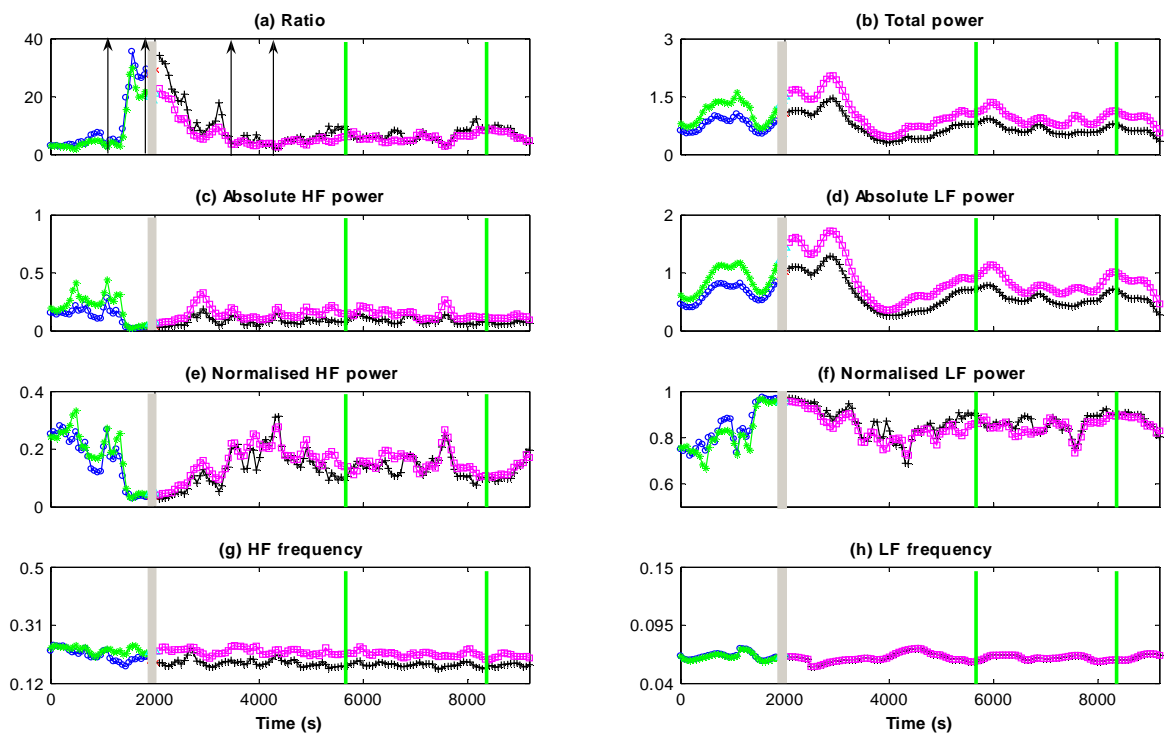 (a) Ratio
40
20
0
(b) Total power
3
1.5
0
(c) Absolute HF power
1
0.5
0
(d) Absolute LF power
2
1
0
(e) Normalised HF power
0.4
0.2
0
(f) Normalised LF power
1
0.8
0.6
(g) HF frequency
0.5
0.31
0.12
0 2000 4000 6000 8000
Time (s)
(h) LF frequency
0.15
0.095
0.04
0 2000 4000 6000 8000
Time (s)